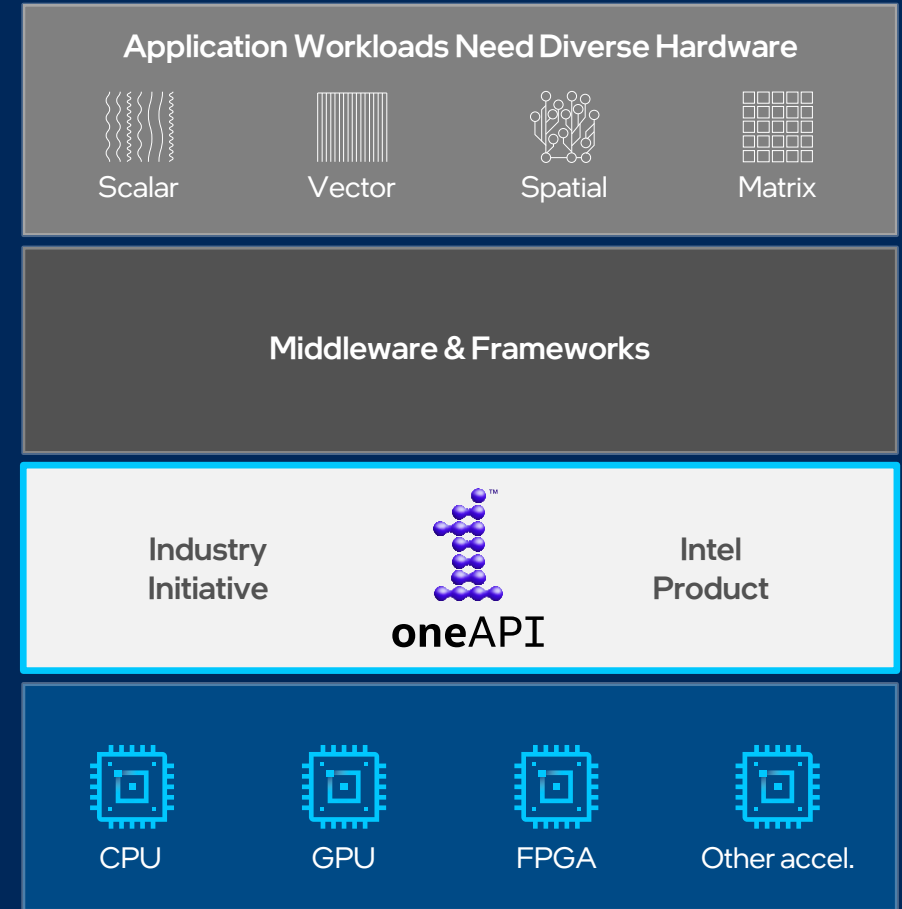 Application Workloads Need Diverse Hardware
Scalar
Vector
Spatial
Matrix
Middleware & Frameworks
Industry
Initiative
™
oneAPI
Intel
Product
CPU
GPU
FPGA
Other accel.